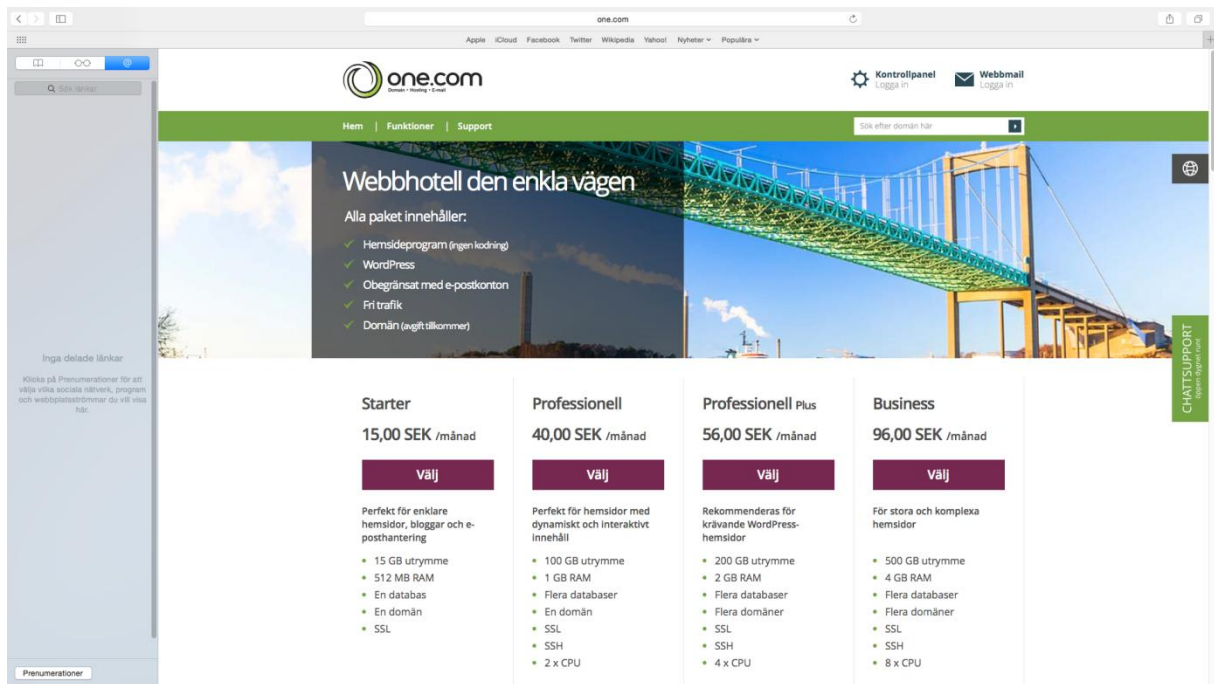 one.com
Apple iCloud Facebook Twitter Wikipedia Yahoo! Nyheter Populära
Sök länkar
Inga delade länkar
Klicka på Prenumerationer för att
välja vilka sociala nätverk, program
och webbplatsströmmar du vill visa
här.
Prenumerationer
one.com
Domain • Hosting • E-mail
Kontrollpanel
Logga in
Webbmail
Logga in
Hem | Funktioner | Support
Sök efter domän här
Webbhotell den enkla vägen
Alla paket innehåller:
Hemsideprogram (ingen kodning)
WordPress
Obegränsat med e-postkonton
Fri trafik
Domän (avgift tillkommer)
CHATTSUPPORT
öppen dygnet runt
Starter
15,00 SEK /månad
Välj
Perfekt för enklare
hemsidor, bloggar och e-
posthantering
• 15 GB utrymme
• 512 MB RAM
• En databas
• En domän
• SSL
Professionell
40,00 SEK /månad
Välj
Perfekt för hemsidor med
dynamiskt och interaktivt
innehåll
• 100 GB utrymme
• 1 GB RAM
• Flera databaser
• En domän
• SSL
• SSH
• 2 x CPU
Professionell Plus
56,00 SEK /månad
Välj
Rekommenderas för
krävande WordPress-
hemsidor
• 200 GB utrymme
• 2 GB RAM
• Flera databaser
• Flera domäner
• SSL
• SSH
• 4 x CPU
Business
96,00 SEK /månad
Välj
För stora och komplexa
hemsidor
• 500 GB utrymme
• 4 GB RAM
• Flera databaser
• Flera domäner
• SSL
• SSH
• 8 x CPU